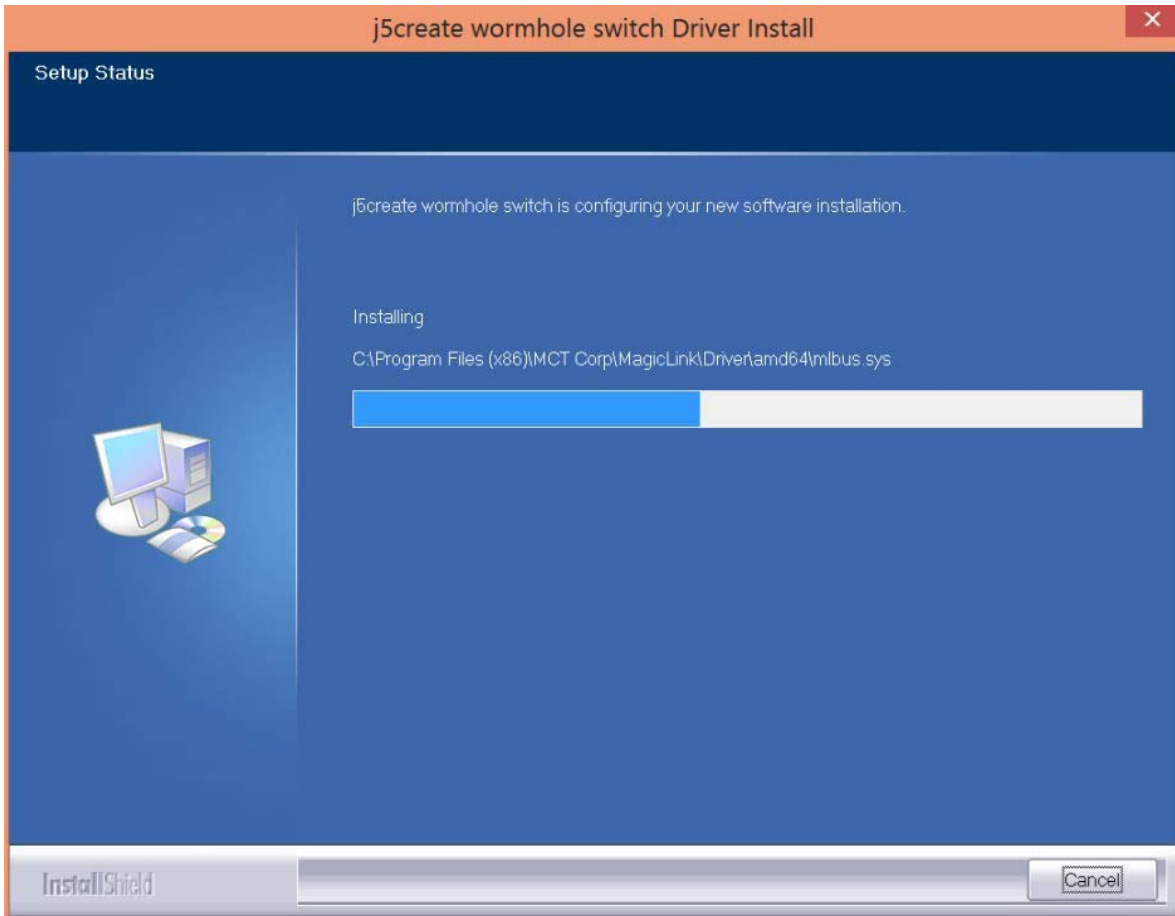 j5create wormhole switch Driver Install
Setup Status
j5create wormhole switch is configuring your new software installation.
Installing
C:\Program Files (x86)\MCT Corp\MagicLink\Driver\amd64\mlbus.sys
InstallShield
Cancel